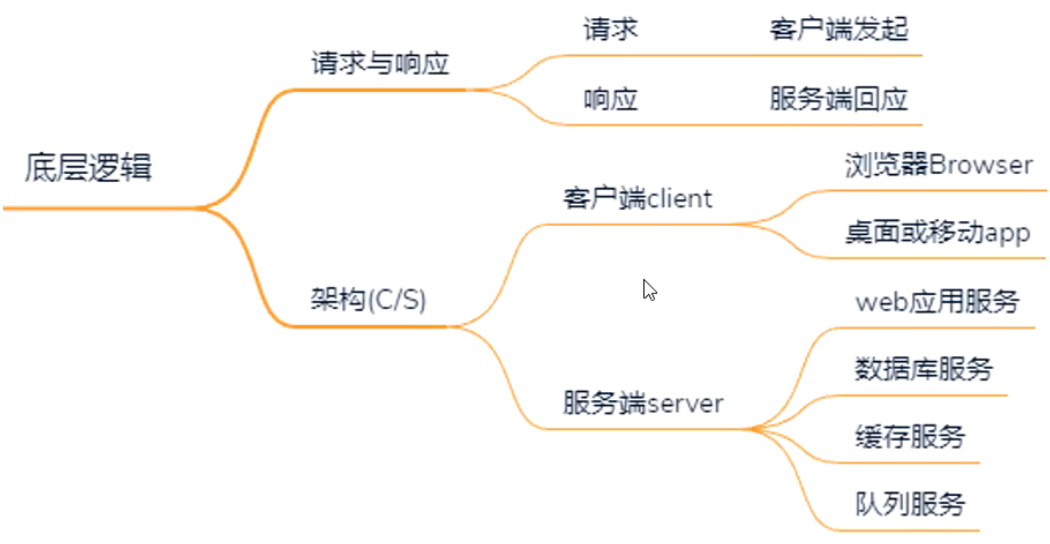 底层逻辑
请求与响应
请求
客户端发起
响应
服务端回应
架构(C/S)
客户端client
浏览器Browser
桌面或移动app
服务端server
web应用服务
数据库服务
缓存服务
队列服务